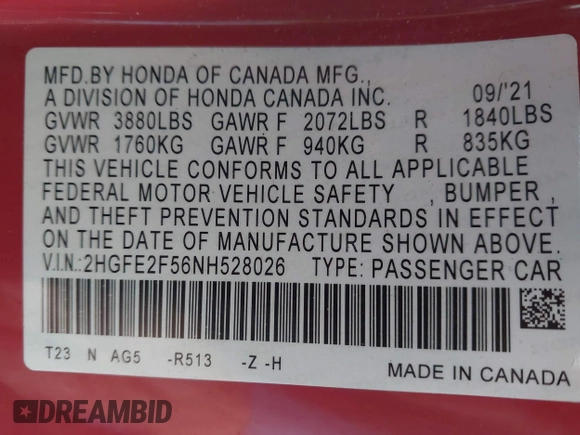 MFD.BY HONDA OF CANADA MFG.,
A DIVISION OF HONDA CANADA INC. 09/'21
GVWR 3880LBS GAWR F 2072LBS R 1840LBS
GVWR 1760KG GAWR F 940KG R 835KG
THIS VEHICLE CONFORMS TO ALL APPLICABLE
FEDERAL MOTOR VEHICLE SAFETY , BUMPER ,
AND THEFT PREVENTION STANDARDS IN EFFECT
ON THE DATE OF MANUFACTURE SHOWN ABOVE.
V.I.N.:2HGFE2F56NH528026 TYPE: PASSENGER CAR
T23 N AG5 -R513 -Z -H
MADE IN CANADA
DREAMBID